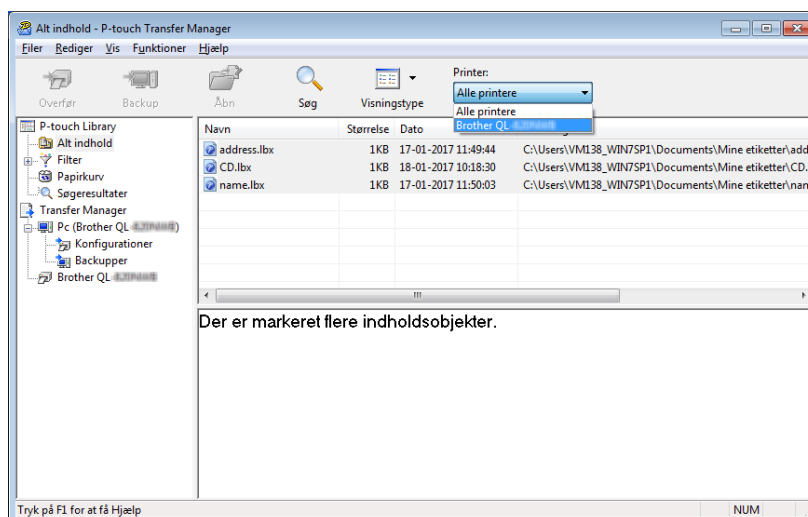 Alt indhold - P-touch Transfer Manager
Filer Rediger Vis Funktioner Hjælp
Overfør Backup Åbn Søg Visningstype
Printer:
Alle printere
Alle printere
Brother QL
P-touch Library
Alt indhold
Filter
Papirkurv
Søgeresultater
Transfer Manager
Pc (Brother QL )
Konfigurationer
Backupper
Brother QL
Navn Størrelse Dato
address.lbx 1KB 17-01-2017 11:49:44 C:\Users\VM138_WIN7SP1\Documents\Mine etiketter\add
CD.lbx 1KB 18-01-2017 10:18:30 C:\Users\VM138_WIN7SP1\Documents\Mine etiketter\CD.
name.lbx 1KB 17-01-2017 11:50:03 C:\Users\VM138_WIN7SP1\Documents\Mine etiketter\nan
Der er markeret flere indholdsobjekter.
Tryk på F1 for at få Hjælp NUM